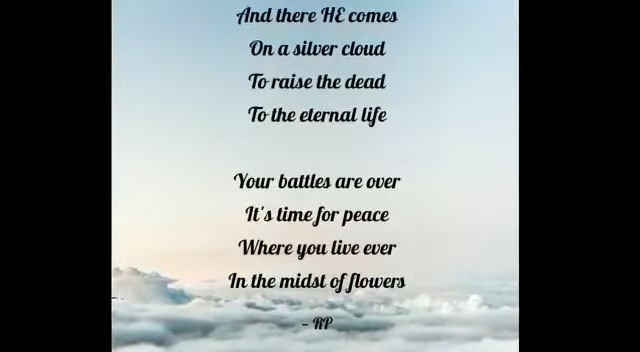 And there HE comes
On a silver cloud
To raise the dead
To the eternal life
Your battles are over
It's time for peace
Where you live ever
In the midst of flowers
– RP